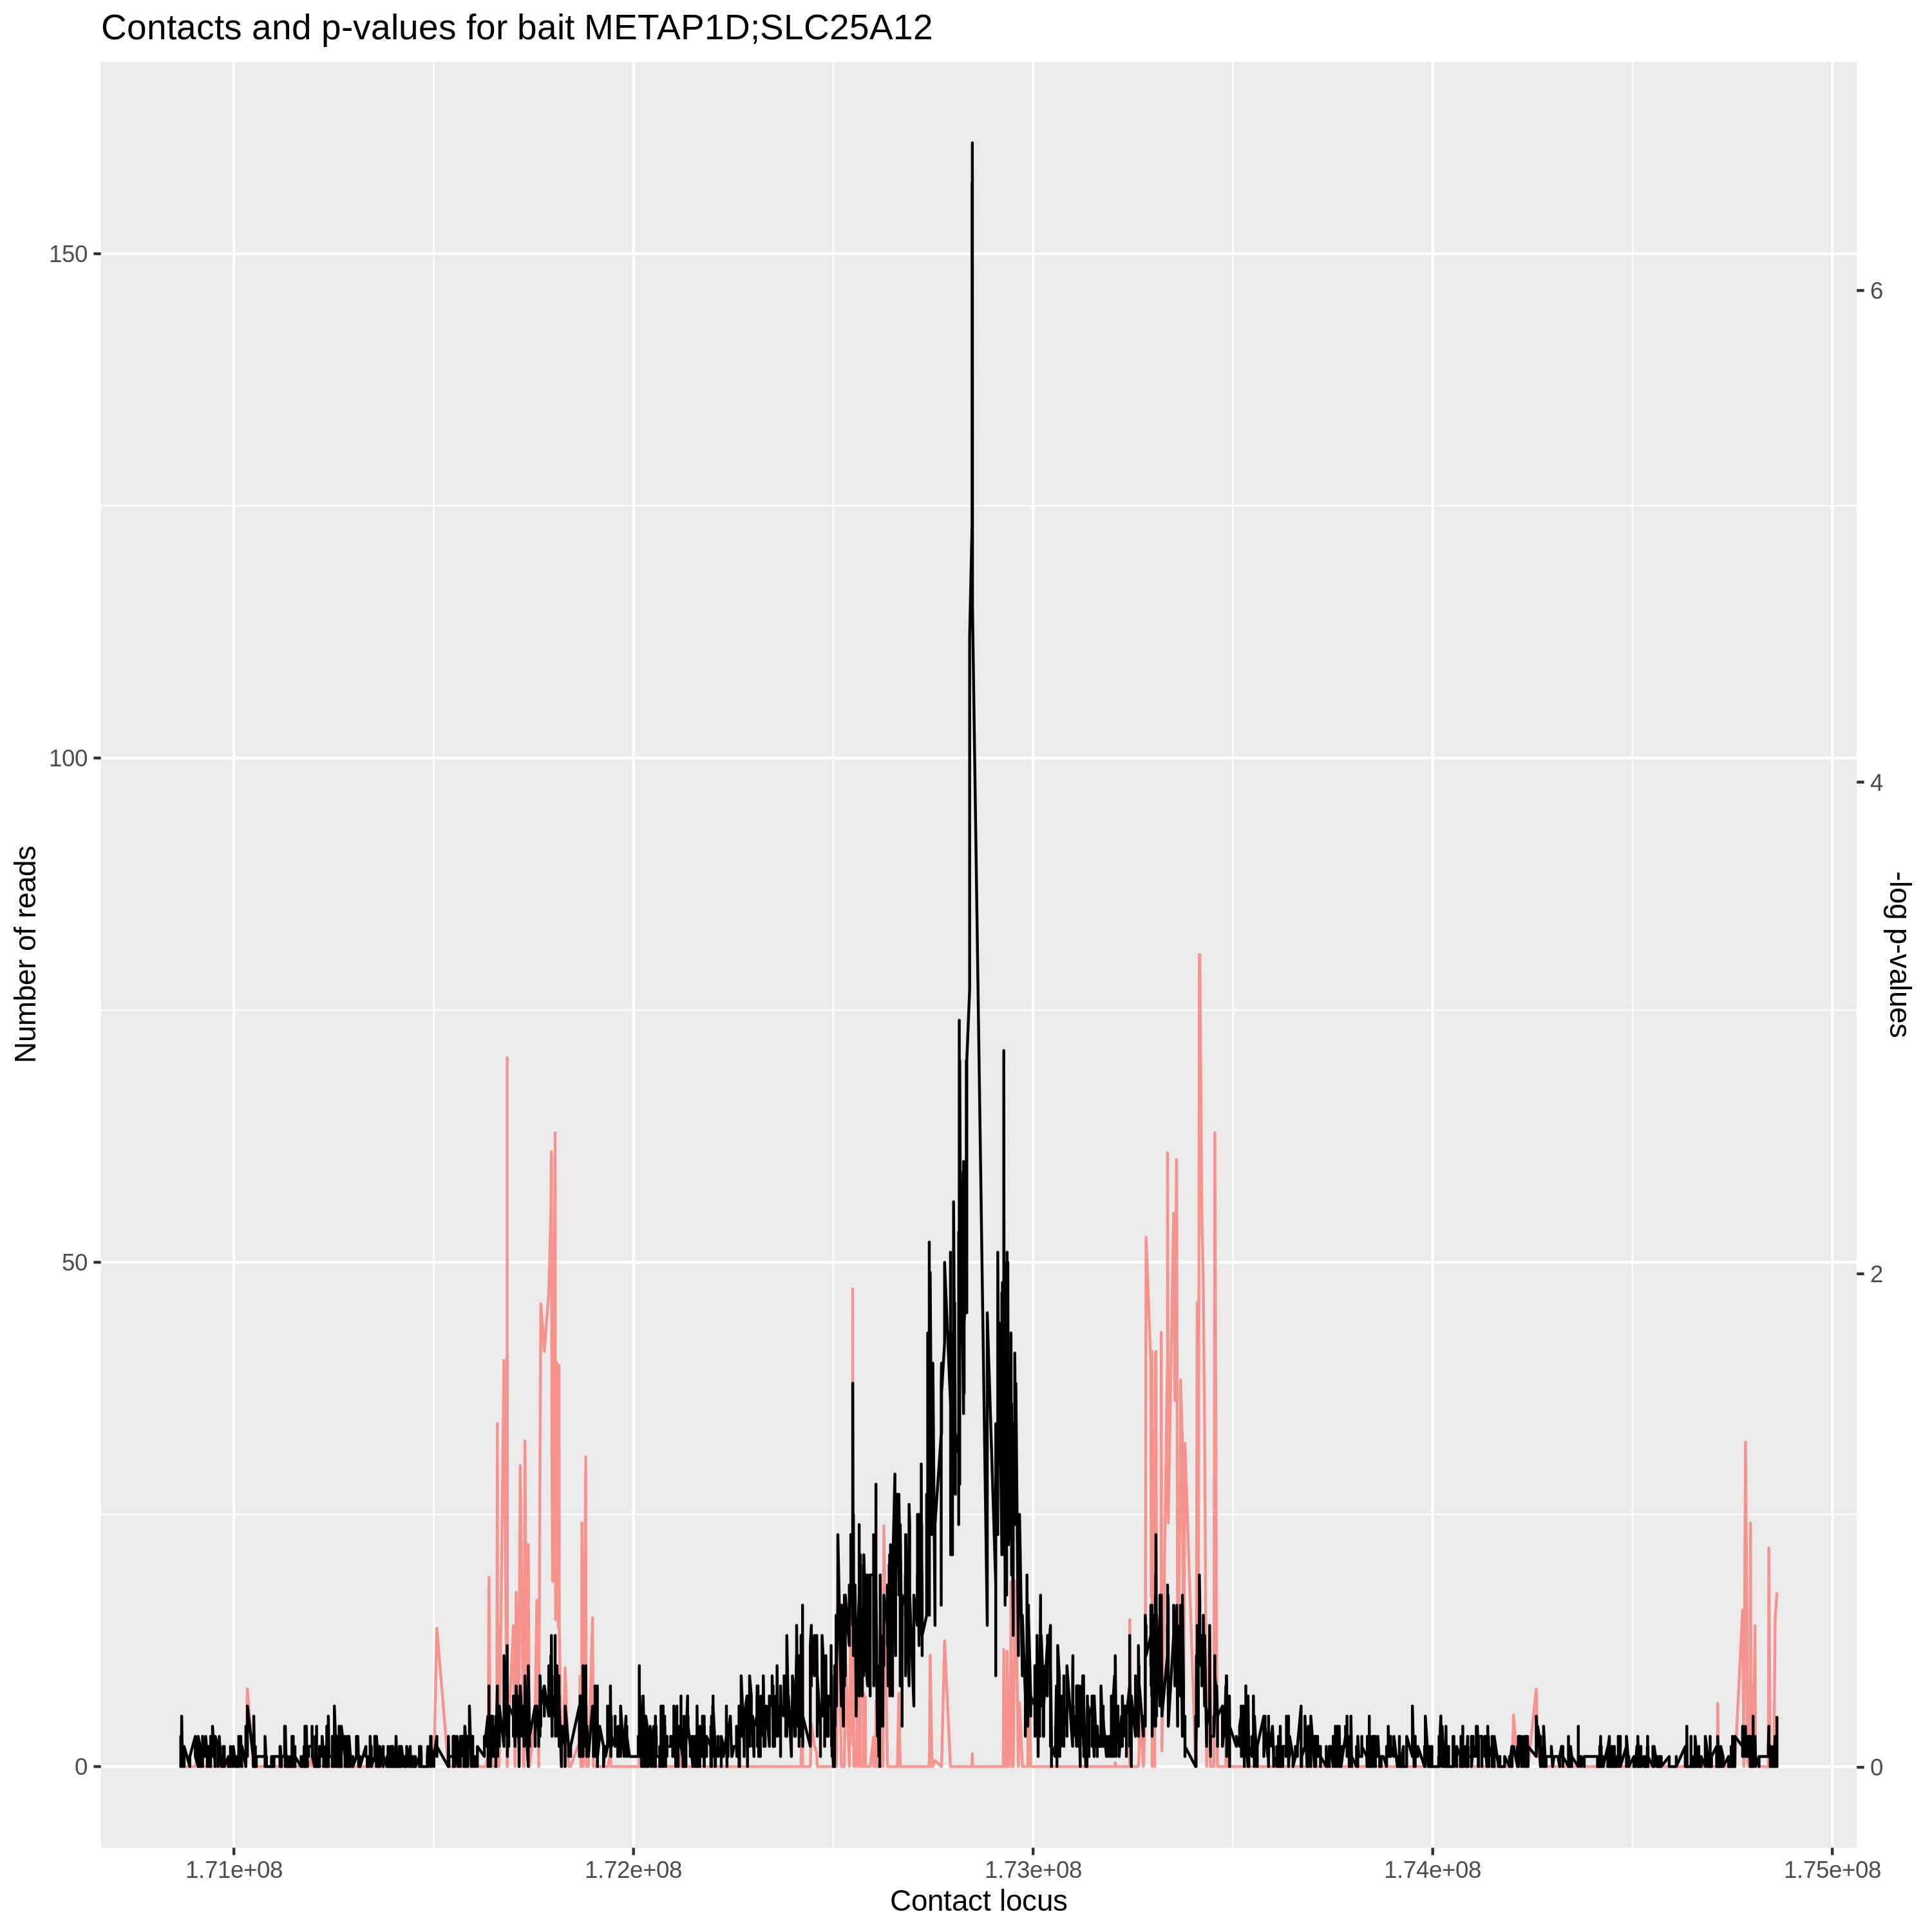 Contacts and p-values for bait METAP1D;SLC25A12
150
100
50
0
Number of reads
6
4
2
0
-log p-values
1.71e+08
1.72e+08
1.73e+08
1.74e+08
1.75e+08
Contact locus